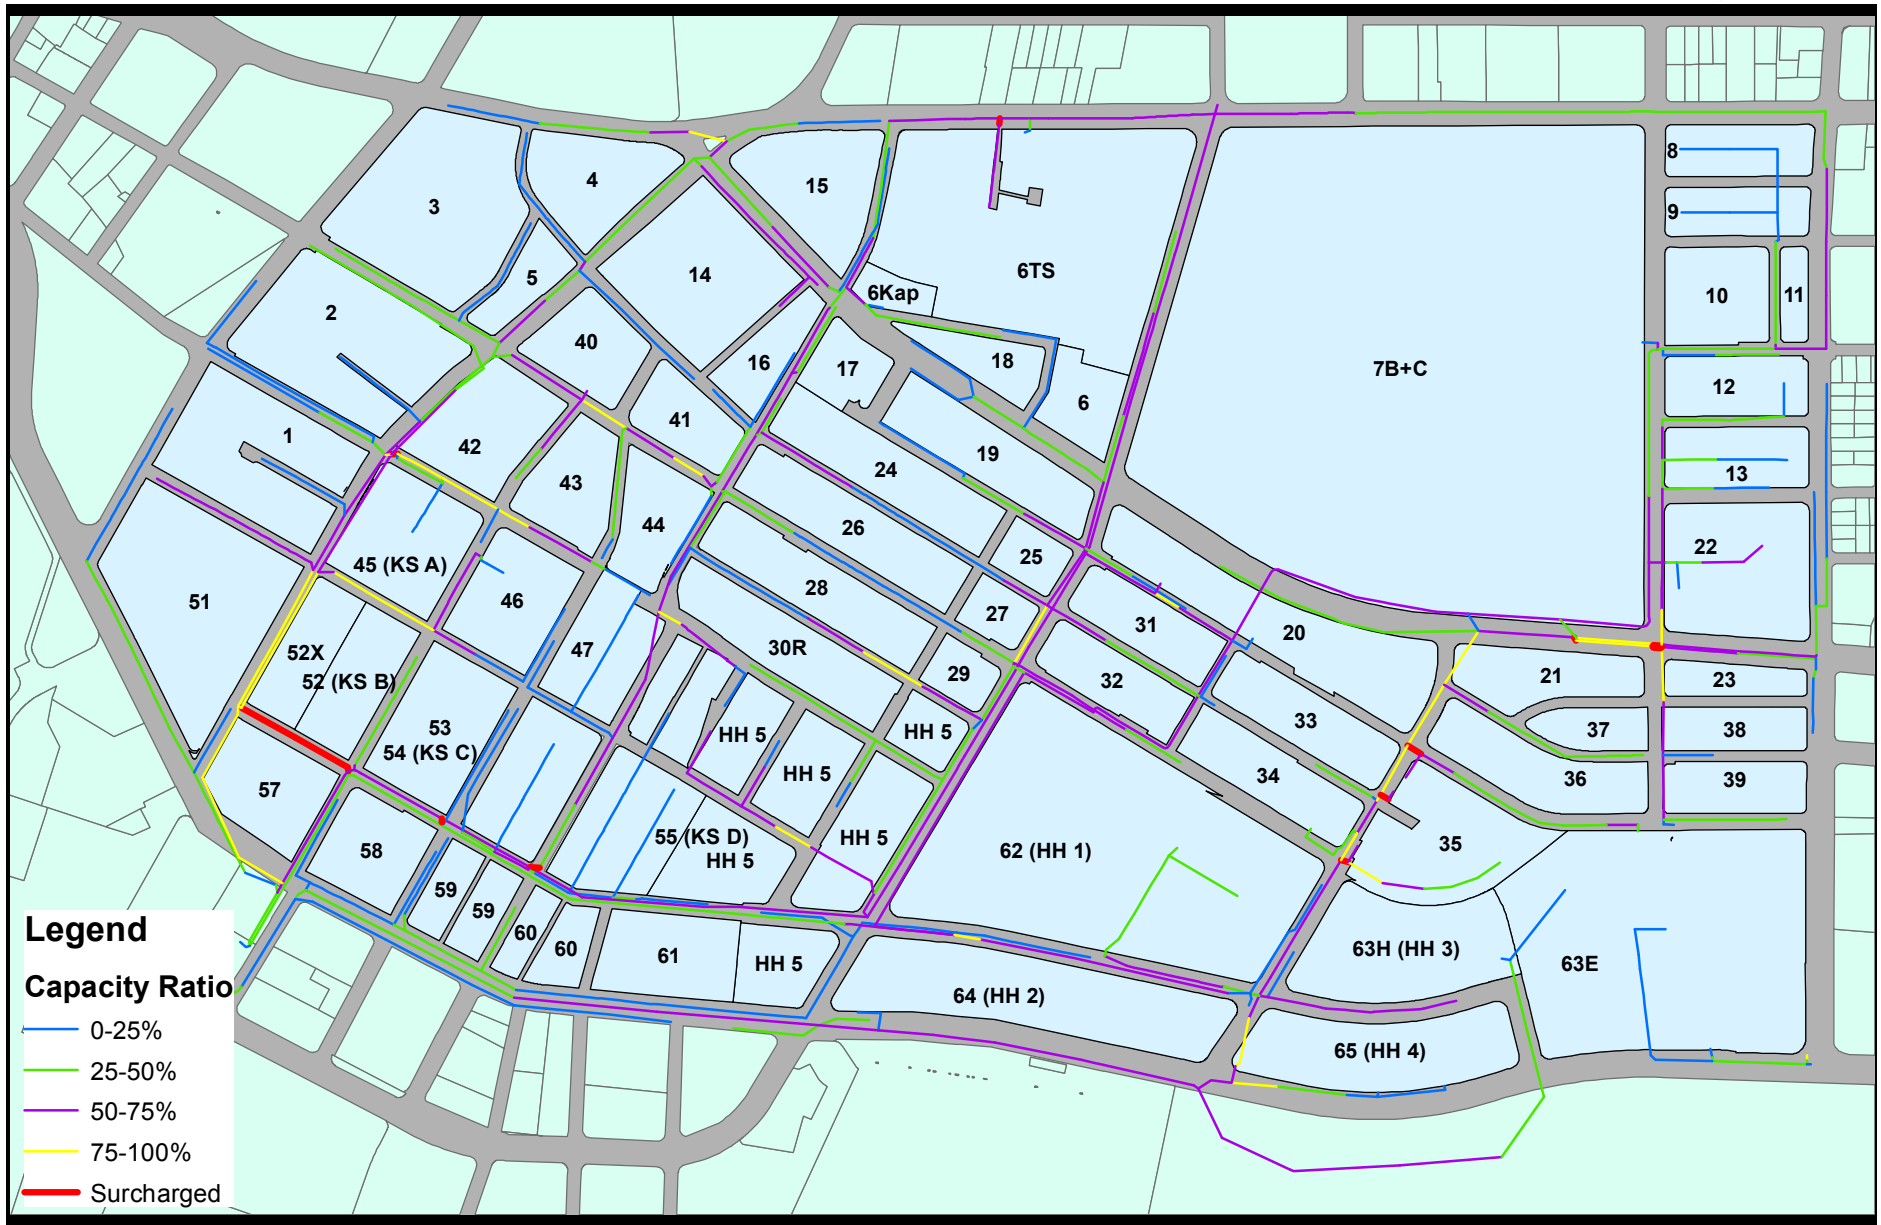 8
4
15
3
9
14
6TS
5
6Kap
10
11
2
40
16
18
17
7B+C
12
6
41
1
42
24
19
13
43
44
26
22
45 (KS A)
25
28
46
51
27
31
20
47
30R
52X
29
32
21
23
52 (KS B)
33
37
38
53
54 (KS C)
HH 5
HH 5
HH 5
34
36
39
57
55 (KS D)
HH 5
HH 5
62 (HH 1)
35
58
59
59
60
60
61
HH 5
63H (HH 3)
63E
64 (HH 2)
65 (HH 4)
Legend
Capacity Ratio
0-25%
25-50%
50-75%
75-100%
Surcharged